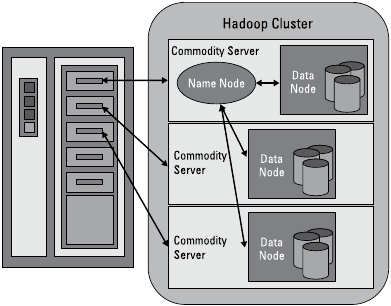 Hadoop Cluster
Commodity Server
Name Node
Data
Node
Commodity
Server
Data
Node
Commodity
Server
Data
Node